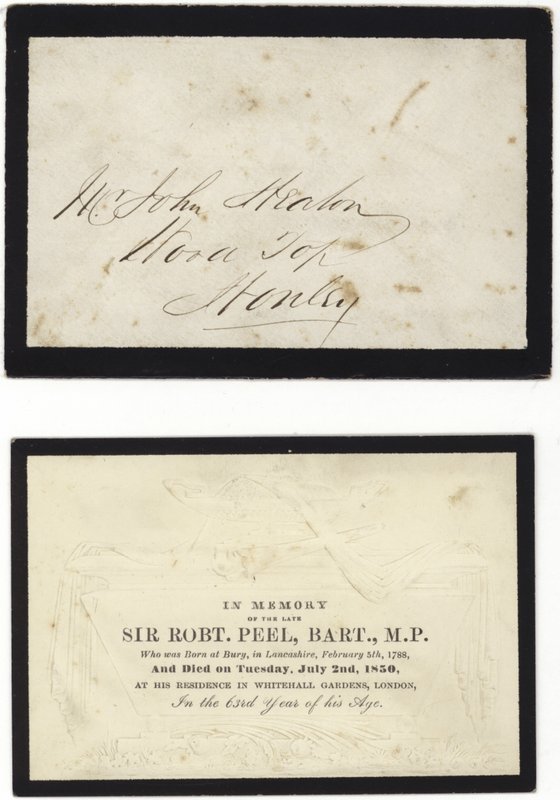 Mr John Heaton
Wood Top
Honley
IN MEMORY
OF THE LATE
SIR ROBT. PEEL, BART., M.P.
Who was Born at Bury, in Lancashire, February 5th, 1788,
And Died on Tuesday, July 2nd, 1850,
AT HIS RESIDENCE IN WHITEHALL GARDENS, LONDON,
In the 63rd Year of his Age.